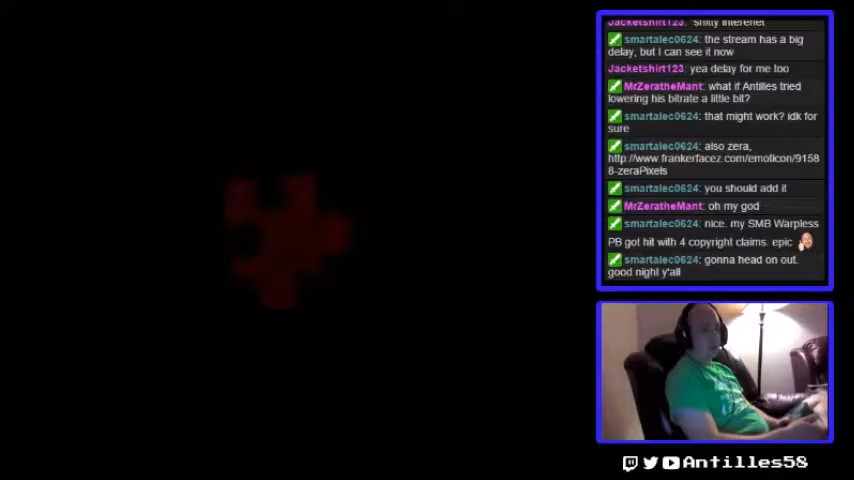 Jacketshirt123: shitty interenet
smartalec0624: the stream has a big
delay, but I can see it now
Jacketshirt123: yea delay for me too
MrZeratheMant: what if Antilles tried
lowering his bitrate a little bit?
smartalec0624: that might work? idk for
sure
smartalec0624: also zera,
http://www.frankerfacez.com/emoticon/9158
8-zeraPixels
smartalec0624: you should add it
MrZeratheMant: oh my god
smartalec0624: nice. my SMB Warpless
PB got hit with 4 copyright claims. epic
smartalec0624: gonna head on out.
good night y'all
Antilles58